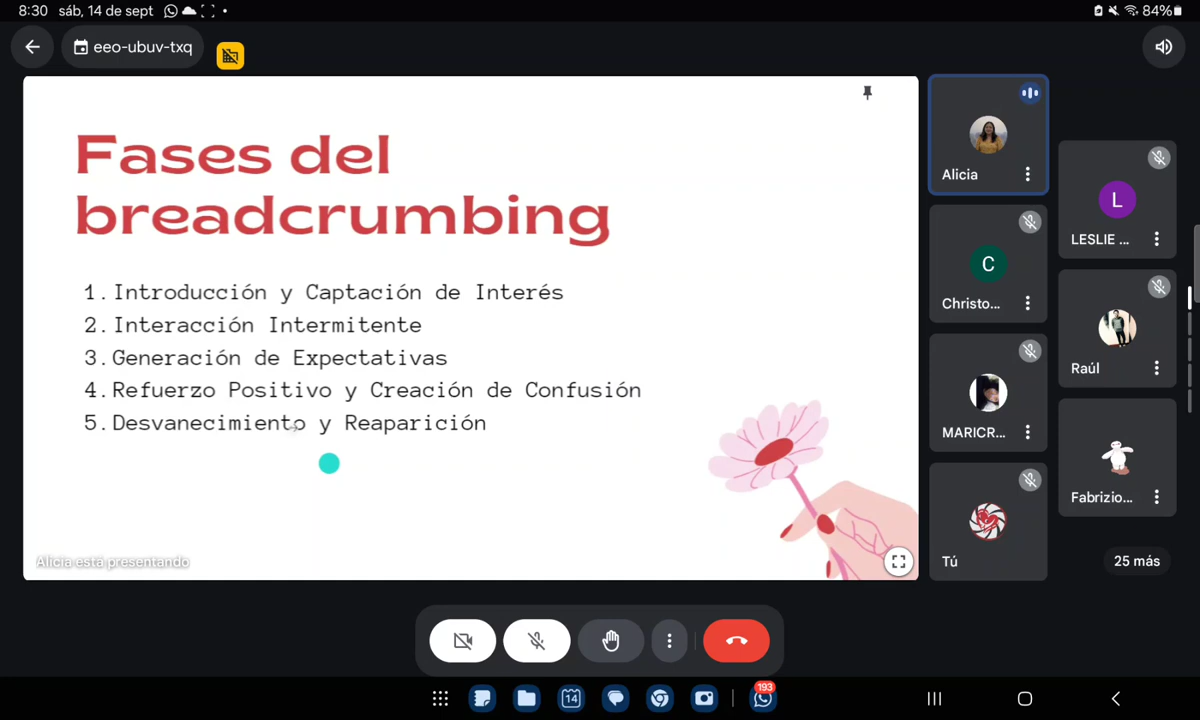 8:30 sáb, 14 de sept
84%
eeo-ubuv-txq
Fases del
breadcrumbing
1. Introducción y Captación de Interés
2. Interacción Intermitente
3. Generación de Expectativas
4. Refuerzo Positivo y Creación de Confusión
5. Desvanecimiento y Reaparición
Alicia está presentando
Alicia
L
LESLIE ...
C
Christo...
Raúl
MARICR...
Fabrizio...
Tú
25 más
14
193